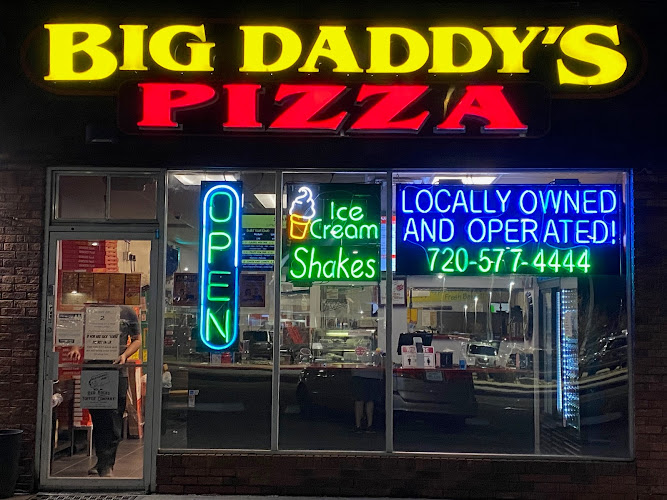 BIG DADDY'S
PIZZA
OPEN
Ice
Cream
Shakes
LOCALLY OWNED
AND OPERATED!
720-577-4444